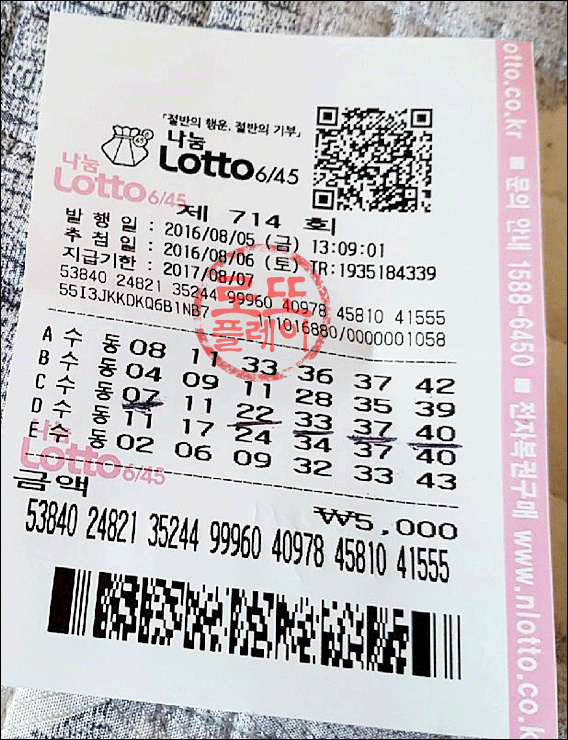 「절반의 행운, 절반의 기부」
나눔
Lotto 6/45
나눔
Lotto 6/45
제 714 회
발 행 일 : 2016/08/05 (금) 13:09:01
추 첨 일 : 2016/08/06 (토) TR:1935184339
지급기한 : 2017/08/07
53840 24821 35244 99960 40978 45810 41555
55I3JKKDKQ6B1NB7 111016880/0000001058
로또
플레이
A 수 동 08 11 33 36 37 42
B 수 동 04 09 11 28 35 39
C 수 동 07 11 22 33 37 40
D 수 동 11 17 24 34 37 40
E 수 동 02 06 09 32 33 43
나눔
Lotto 6/45
금액 ₩5,000
53840 24821 35244 99960 40978 45810 41555
otto.co.kr ■ 문의 안내 1588-6450 ■ 전자복권구매 www.nlotto.co.k